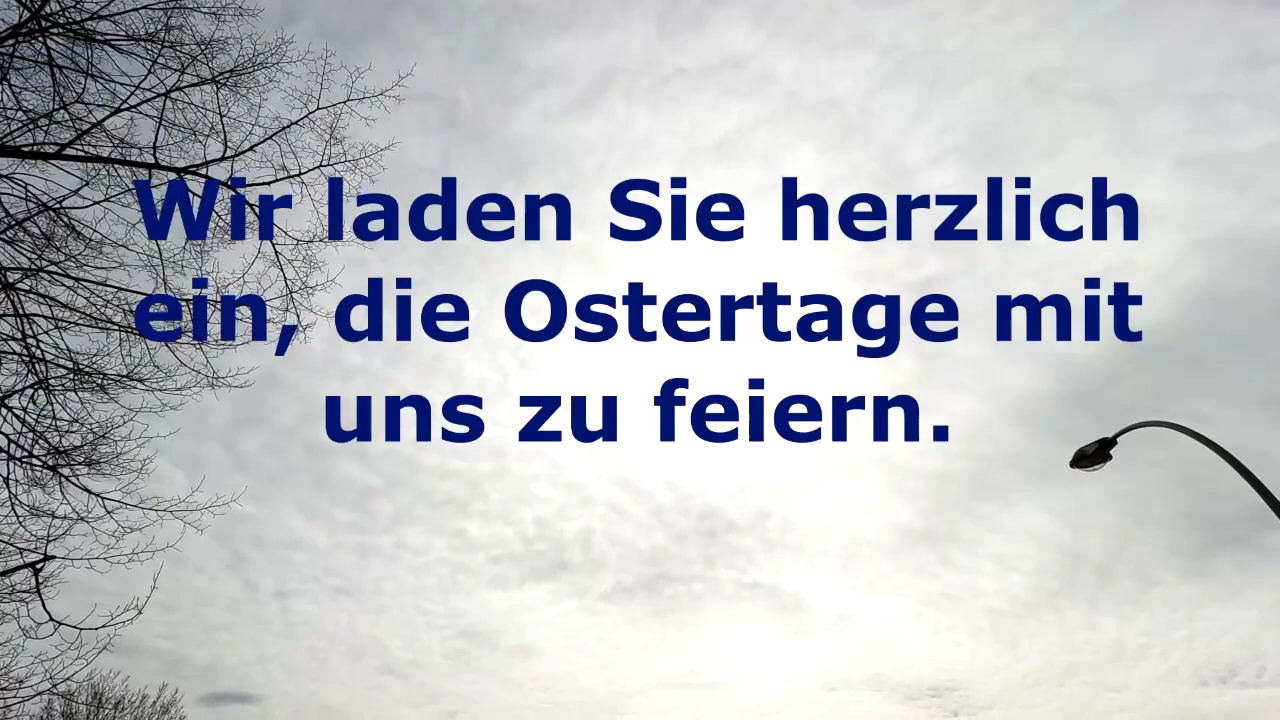 Wir laden Sie herzlich
ein, die Ostertage mit
uns zu feiern.